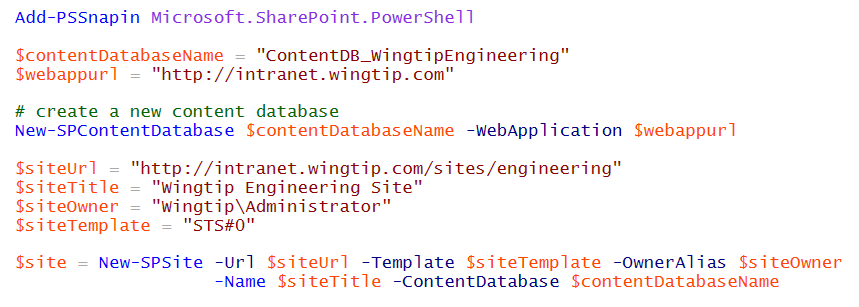 Add-PSSnapin Microsoft.SharePoint.PowerShell
$contentDatabaseName = "ContentDB_WingtipEngineering"
$webappurl = "http://intranet.wingtip.com"
# create a new content database
New-SPContentDatabase $contentDatabaseName -WebApplication $webappurl
$siteUrl = "http://intranet.wingtip.com/sites/engineering"
$siteTitle = "Wingtip Engineering Site"
$siteOwner = "Wingtip\Administrator"
$siteTemplate = "STS#0"
$site = New-SPSite -Url $siteUrl -Template $siteTemplate -OwnerAlias $siteOwner
-Name $siteTitle -ContentDatabase $contentDatabaseName